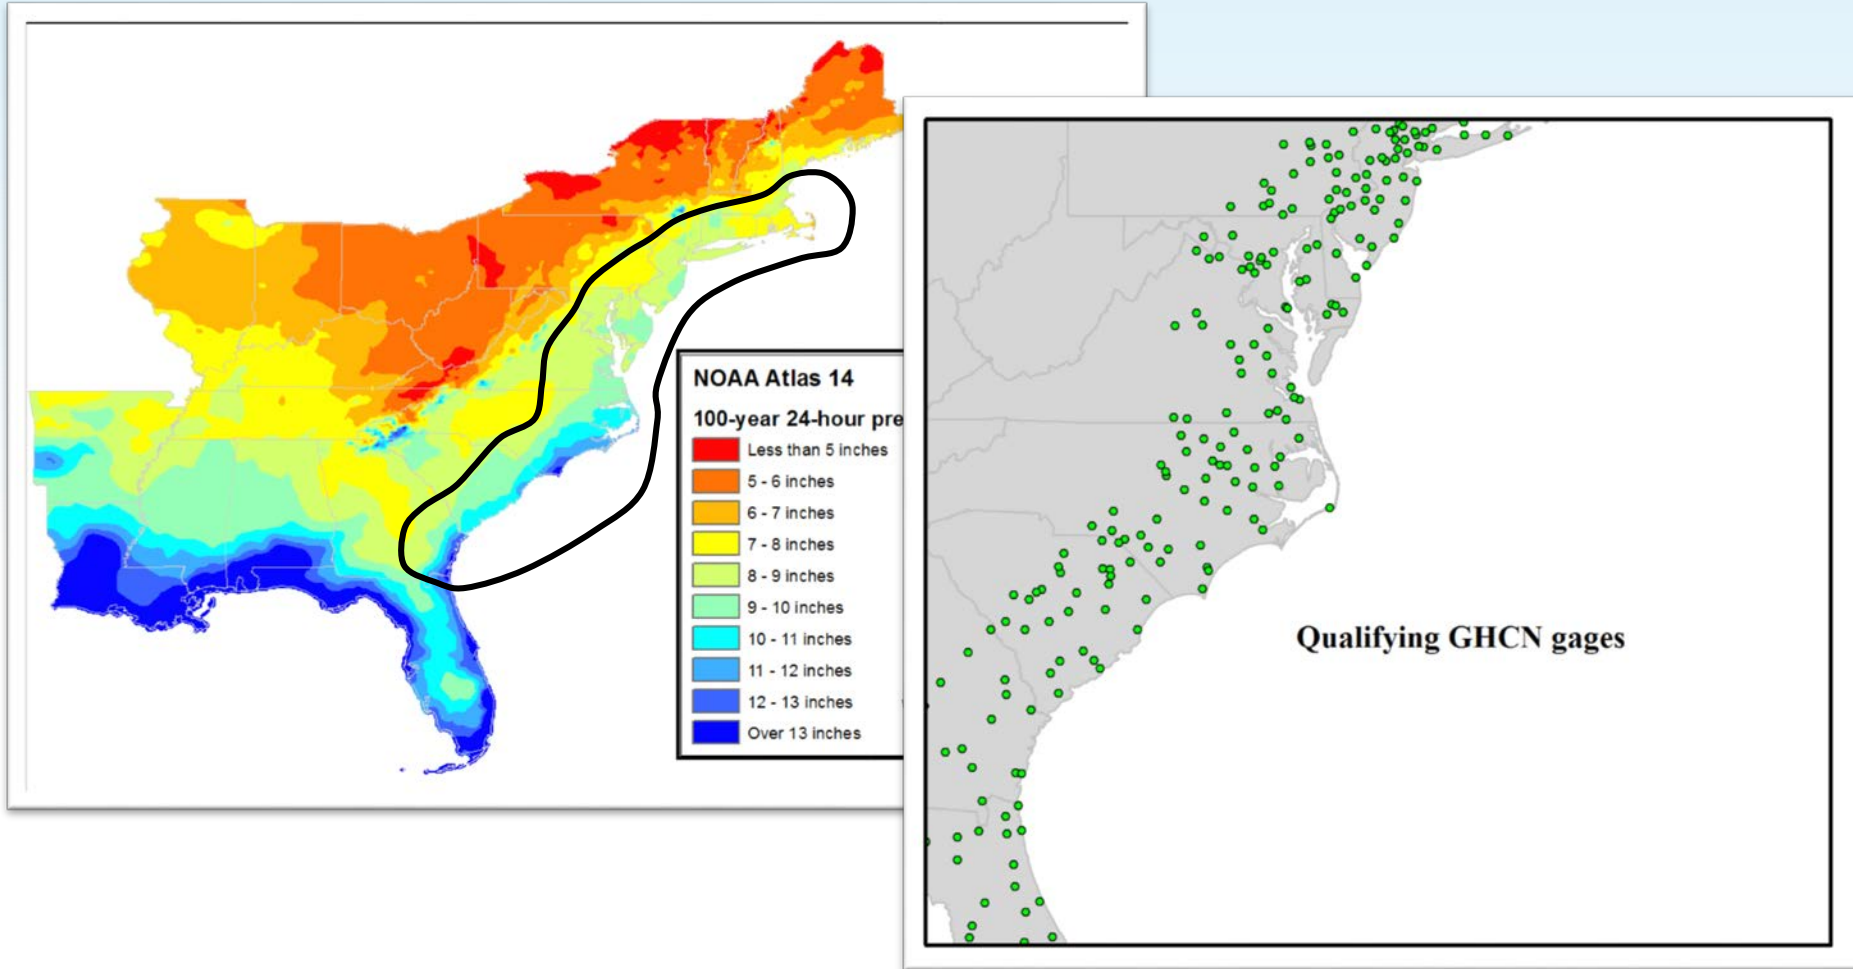 NOAA Atlas 14
100-year 24-hour pre
Less than 5 inches
5 - 6 inches
6 - 7 inches
7 - 8 inches
8 - 9 inches
9 - 10 inches
10 - 11 inches
11 - 12 inches
12 - 13 inches
Over 13 inches
Qualifying GHCN gages